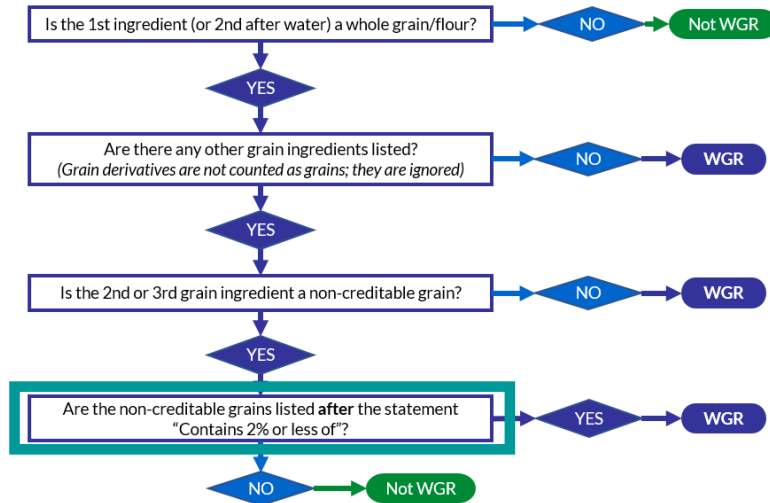 Is the 1st ingredient (or 2nd after water) a whole grain/flour?
NO
Not WGR
YES
Are there any other grain ingredients listed?
(Grain derivatives are not counted as grains; they are ignored)
NO
WGR
YES
Is the 2nd or 3rd grain ingredient a non-creditable grain?
NO
WGR
YES
Are the non-creditable grains listed after the statement
“Contains 2% or less of”?
YES
WGR
NO
Not WGR